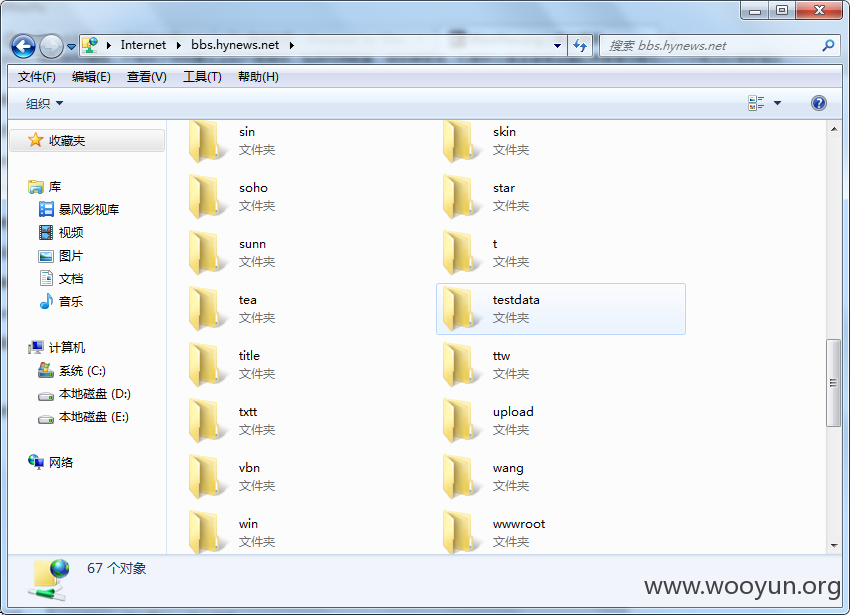 Internet
bbs.hynews.net
搜索 bbs.hynews.net
文件(F) 编辑(E) 查看(V) 工具(T) 帮助(H)
组织
收藏夹
库
暴风影视库
视频
图片
文档
音乐
计算机
系统 (C:)
本地磁盘 (D:)
本地磁盘 (E:)
网络
sin
文件夹
skin
文件夹
soho
文件夹
star
文件夹
sunn
文件夹
t
文件夹
tea
文件夹
testdata
文件夹
title
文件夹
ttw
文件夹
txtt
文件夹
upload
文件夹
vbn
文件夹
wang
文件夹
win
文件夹
wwwroot
文件夹
67 个对象
www.wooyun.org